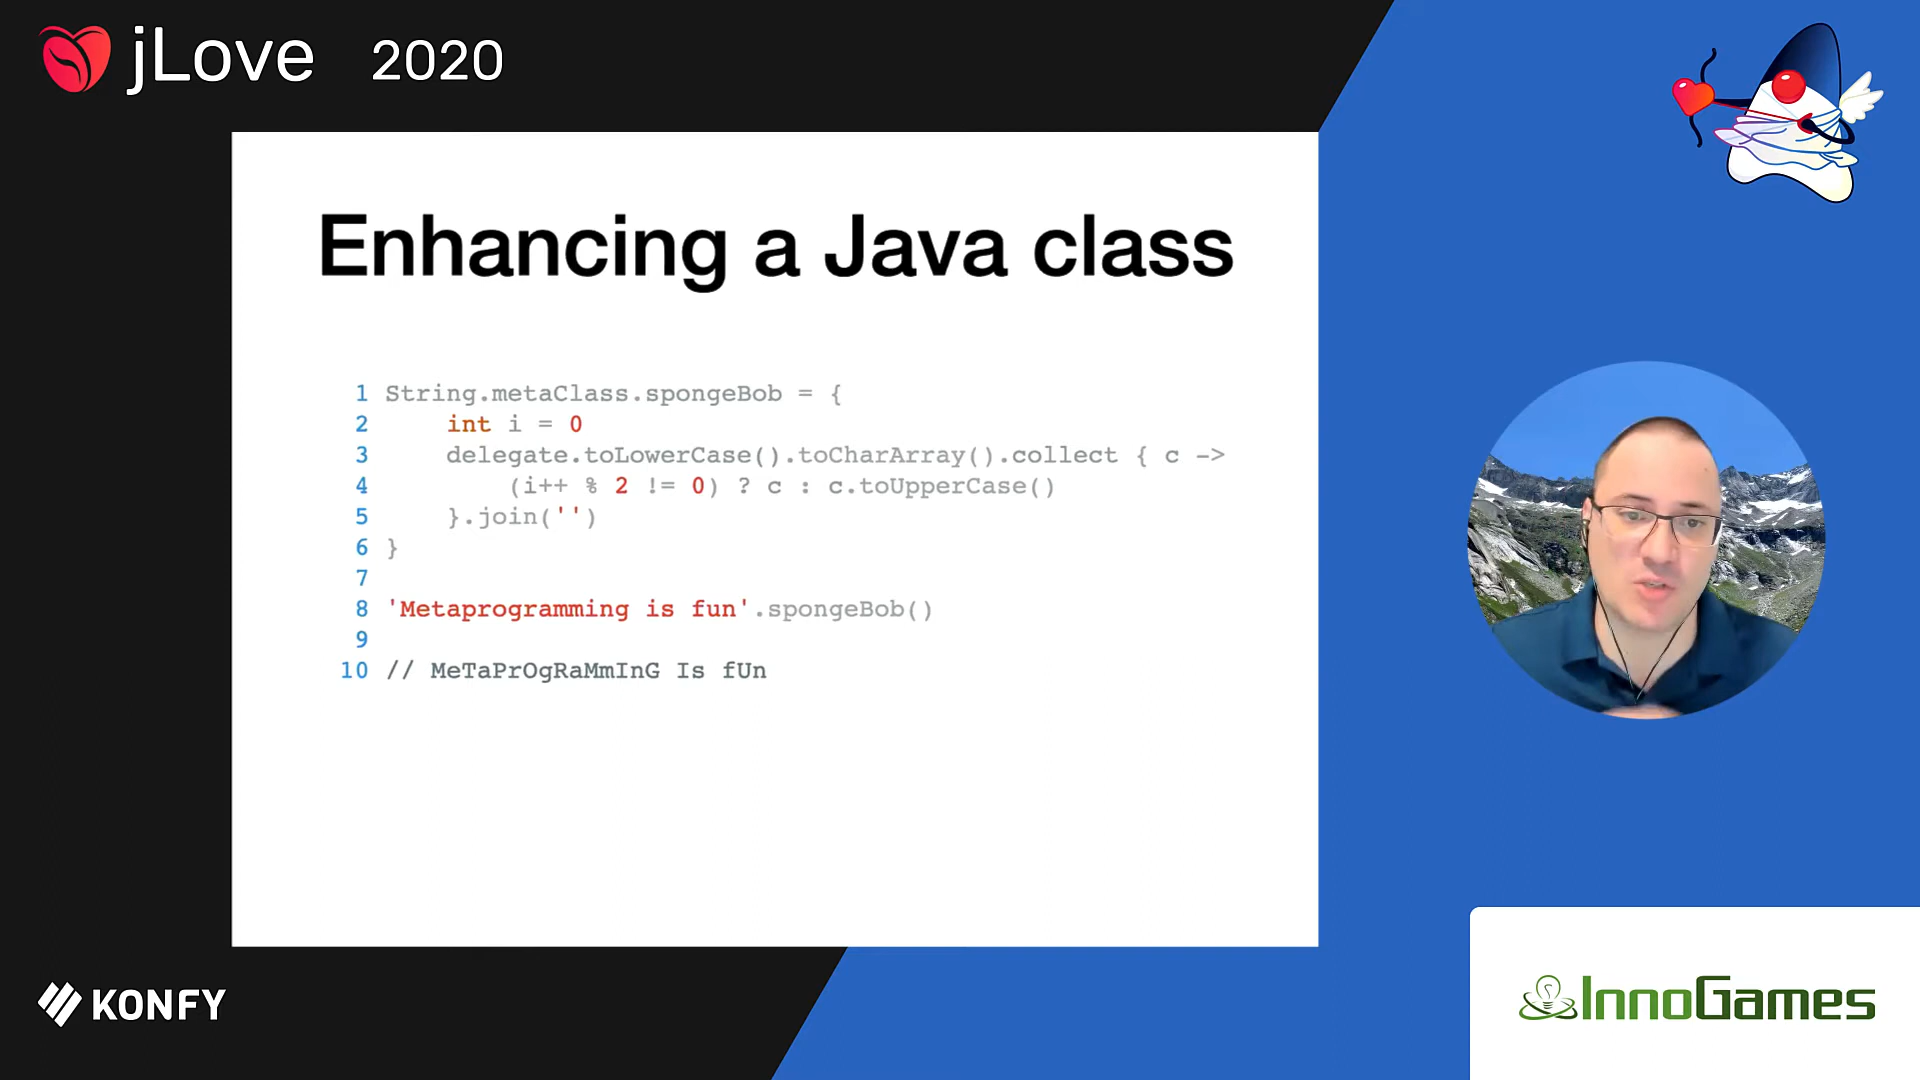 jLove 2020
Enhancing a Java class
1 String.metaClass.spongeBob = {
2     int i = 0
3     delegate.toLowerCase().toCharArray().collect { c ->
4         (i++ % 2 != 0) ? c : c.toUpperCase()
5     }.join('')
6 }
7
8 'Metaprogramming is fun'.spongeBob()
9
10 // MeTaPrOgRaMmInG Is fUn
KONFY
InnoGames